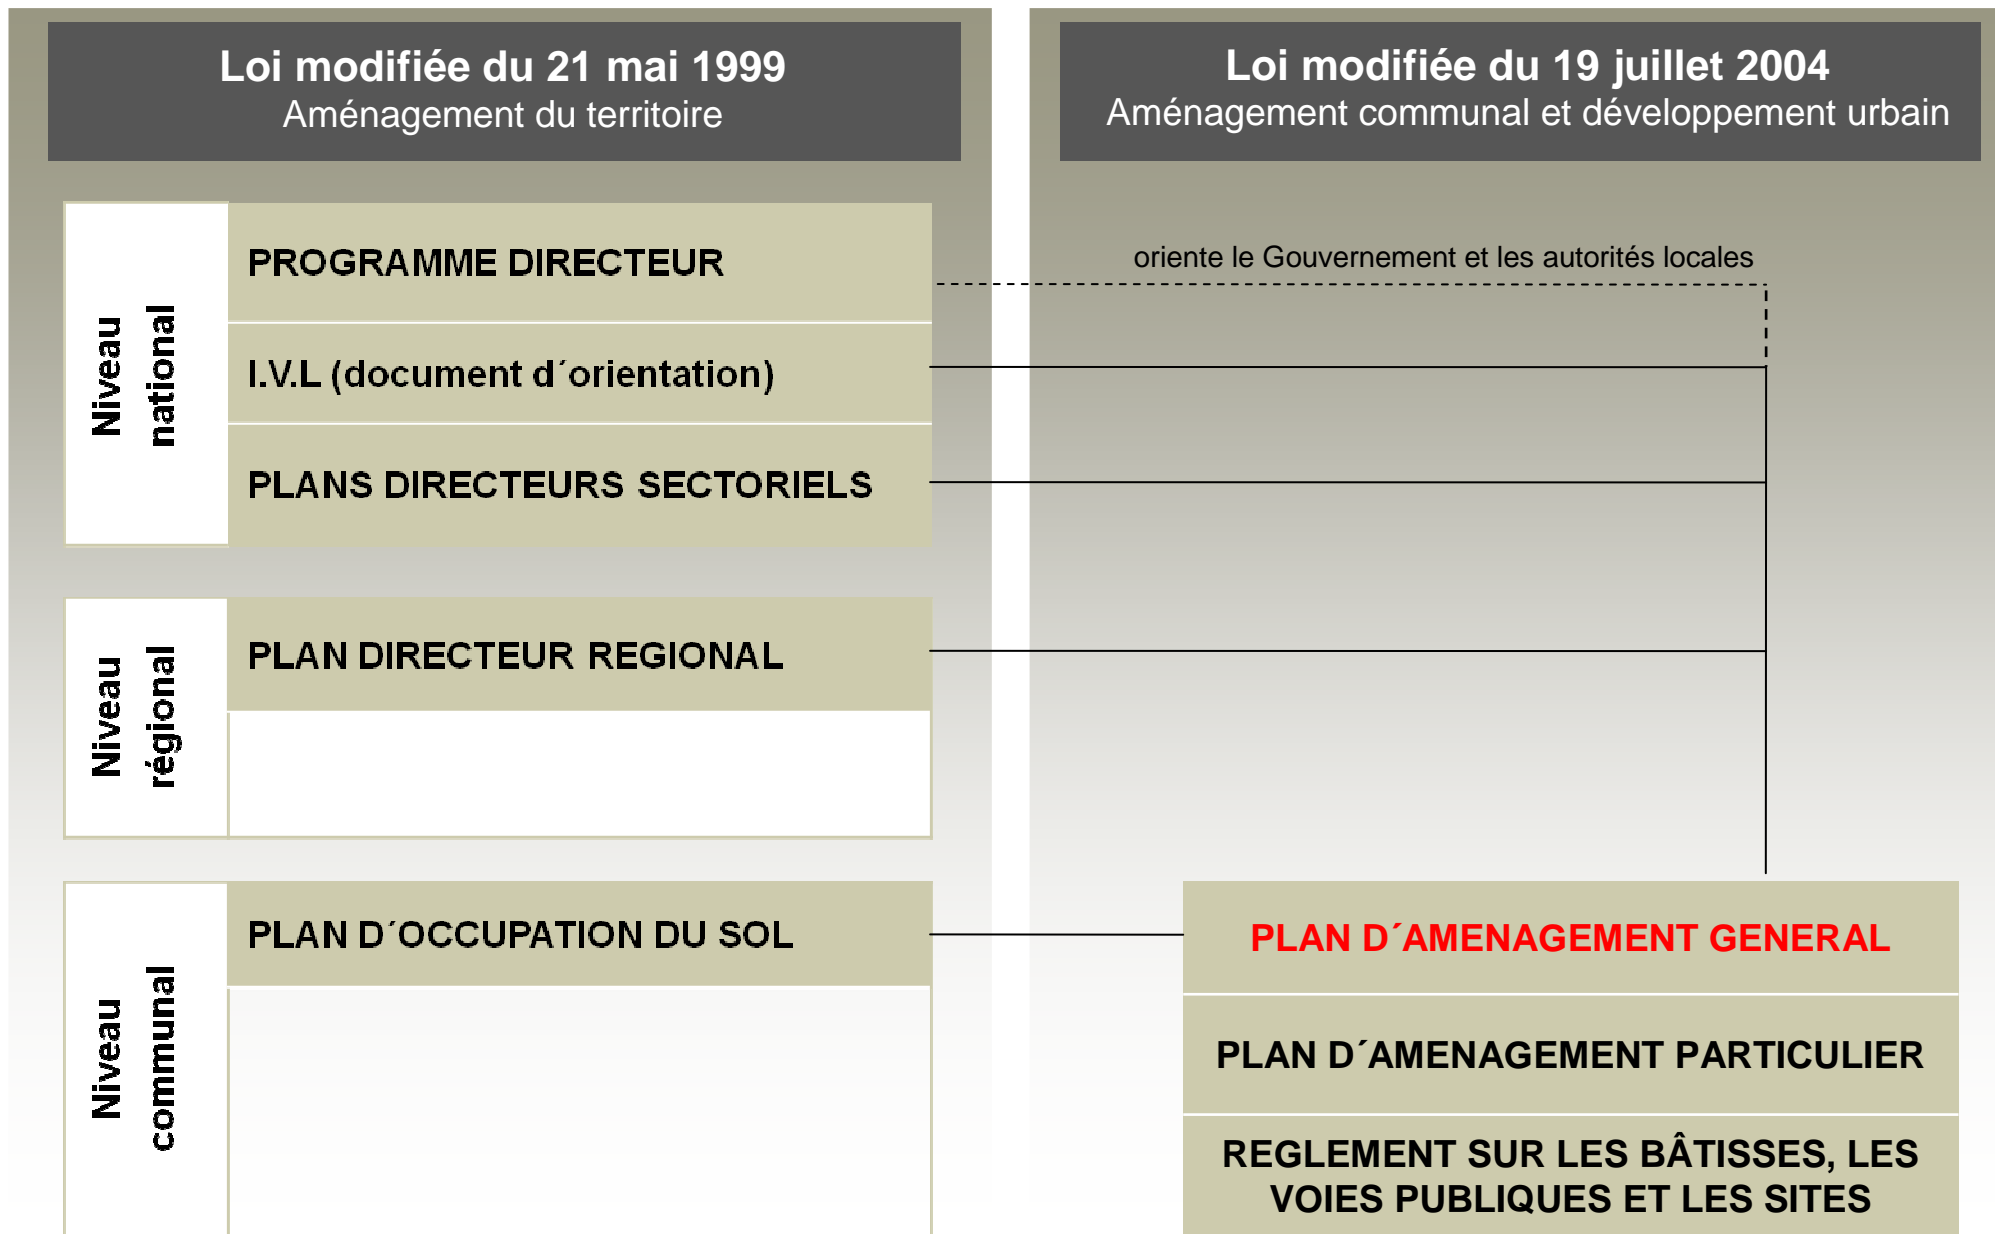 Loi modifiée du 21 mai 1999
Aménagement du territoire
Loi modifiée du 19 juillet 2004
Aménagement communal et développement urbain
Niveau
national
PROGRAMME DIRECTEUR
oriente le Gouvernement et les autorités locales
I.V.L (document d´orientation)
PLANS DIRECTEURS SECTORIELS
Niveau
régional
PLAN DIRECTEUR REGIONAL
Niveau
communal
PLAN D´OCCUPATION DU SOL
PLAN D´AMENAGEMENT GENERAL
PLAN D´AMENAGEMENT PARTICULIER
REGLEMENT SUR LES BÂTISSES, LES
VOIES PUBLIQUES ET LES SITES